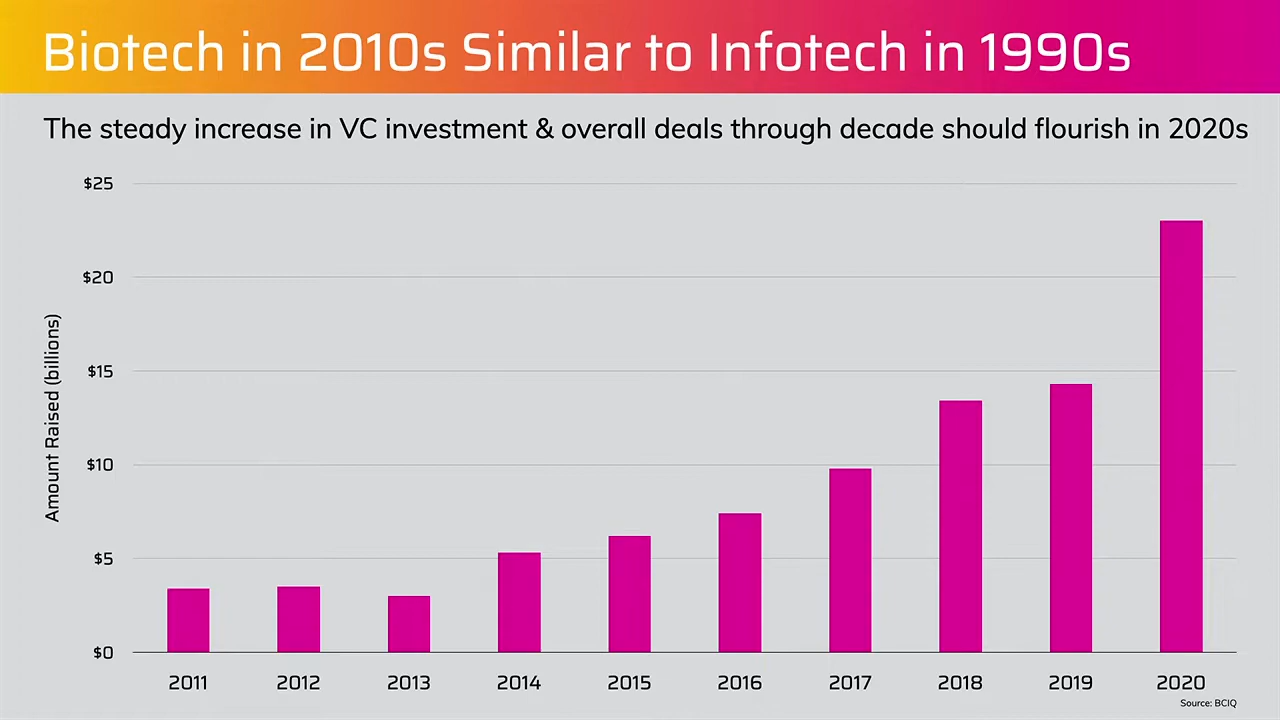 Biotech in 2010s Similar to Infotech in 1990s
The steady increase in VC investment & overall deals through decade should flourish in 2020s
$25
$20
$15
$10
$5
$0
Amount Raised (billions)
2011 2012 2013 2014 2015 2016 2017 2018 2019 2020
Source: BCIQ